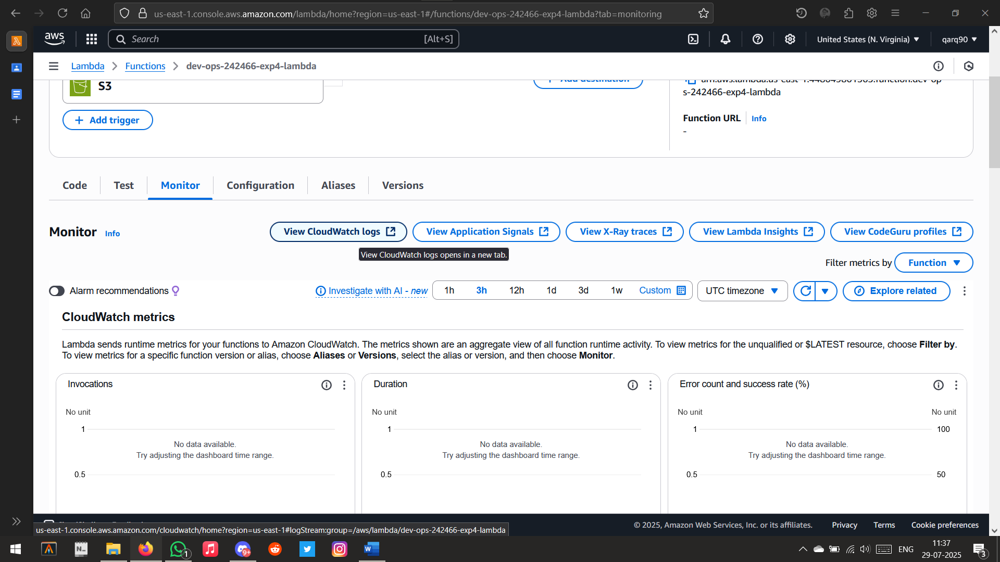 us-east-1.console.aws.amazon.com/lambda/home?region=us-east-1#/functions/dev-ops-242466-exp4-lambda?tab=monitoring
aws
Search [Alt+S]
United States (N. Virginia)
qarq90
Lambda > Functions > dev-ops-242466-exp4-lambda
S3
+ Add destination
s-242466-exp4-lambda
+ Add trigger
Function URL Info
-
Code Test Monitor Configuration Aliases Versions
Monitor Info
View CloudWatch logs View Application Signals View X-Ray traces View Lambda Insights View CodeGuru profiles
View CloudWatch logs opens in a new tab.
Filter metrics by Function
Alarm recommendations
Investigate with AI - new
1h 3h 12h 1d 3d 1w Custom
UTC timezone
Explore related
CloudWatch metrics
Lambda sends runtime metrics for your functions to Amazon CloudWatch. The metrics shown are an aggregate view of all function runtime activity. To view metrics for the unqualified or $LATEST resource, choose Filter by.
To view metrics for a specific function version or alias, choose Aliases or Versions, select the alias or version, and then choose Monitor.
Invocations
No unit
1
No data available.
Try adjusting the dashboard time range.
0.5
Duration
No unit
1
No data available.
Try adjusting the dashboard time range.
0.5
Error count and success rate (%)
No unit No unit
1 100
No data available.
Try adjusting the dashboard time range.
0.5 50
© 2025, Amazon Web Services, Inc. or its affiliates. Privacy Terms Cookie preferences
us-east-1.console.aws.amazon.com/cloudwatch/home?region=us-east-1#logStream:group=/aws/lambda/dev-ops-242466-exp4-lambda
N_
1
9+
W
ENG
11:37
29-07-2025
3